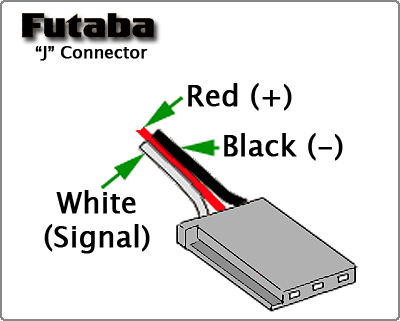 Futaba
“J” Connector
Red (+)
Black (–)
White
(Signal)